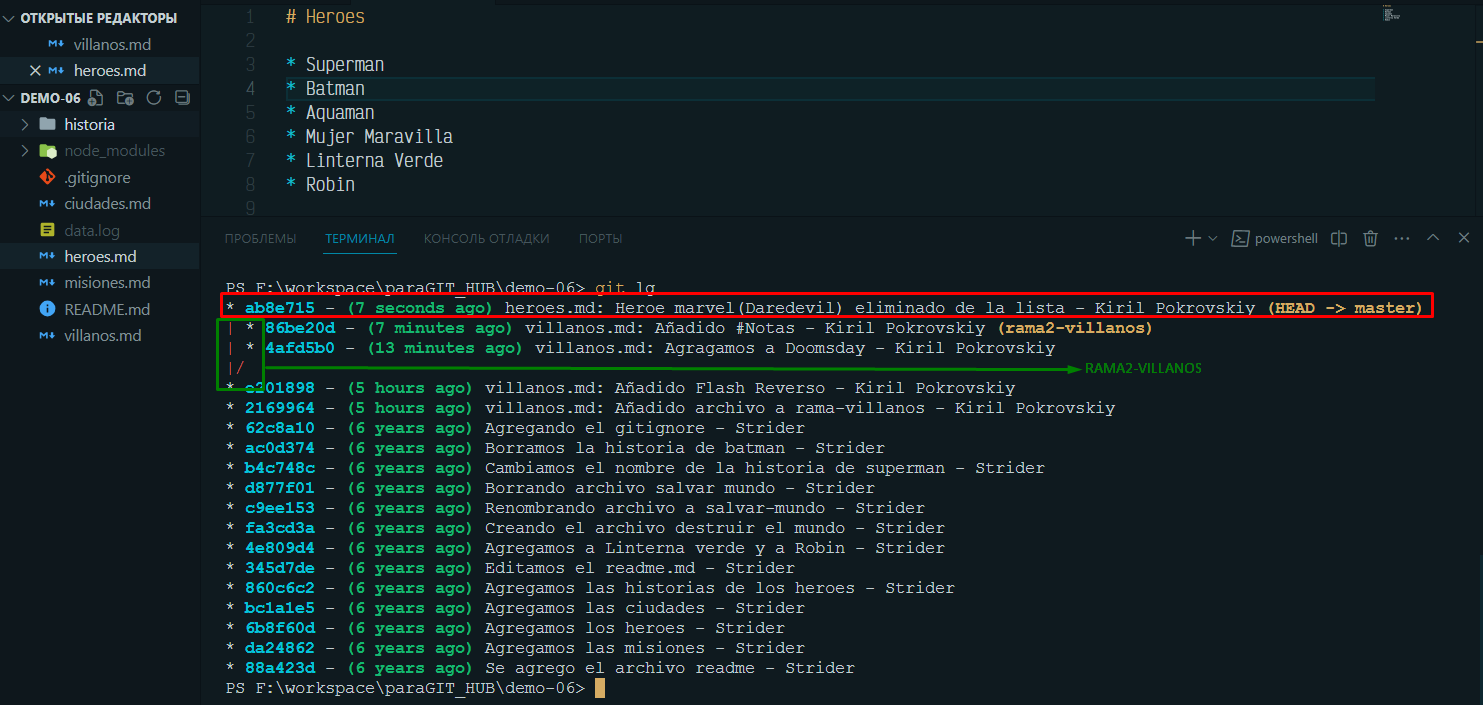 ОТКРЫТЫЕ РЕДАКТОРЫ
villanos.md
heroes.md
DEMO-06
historia
node_modules
.gitignore
ciudades.md
data.log
heroes.md
misiones.md
README.md
villanos.md
1 # Heroes
2
3 * Superman
4 * Batman
5 * Aquaman
6 * Mujer Maravilla
7 * Linterna Verde
8 * Robin
9
ПРОБЛЕМЫ ТЕРМИНАЛ КОНСОЛЬ ОТЛАДКИ ПОРТЫ powershell
PS F:\workspace\paraGIT_HUB\demo-06> git lg
* ab8e715 - (7 seconds ago) heroes.md: Heroe marvel(Daredevil) eliminado de la lista - Kiril Pokrovskiy (HEAD -> master)
| * 86be20d - (7 minutes ago) villanos.md: Añadido #Notas - Kiril Pokrovskiy (rama2-villanos)
| * 4afd5b0 - (13 minutes ago) villanos.md: Agragamos a Doomsday - Kiril Pokrovskiy
|/ RAMA2-VILLANOS
* e201898 - (5 hours ago) villanos.md: Añadido Flash Reverso - Kiril Pokrovskiy
* 2169964 - (5 hours ago) villanos.md: Añadido archivo a rama-villanos - Kiril Pokrovskiy
* 62c8a10 - (6 years ago) Agregando el gitignore - Strider
* ac0d374 - (6 years ago) Borramos la historia de batman - Strider
* b4c748c - (6 years ago) Cambiamos el nombre de la historia de superman - Strider
* d877f01 - (6 years ago) Borrando archivo salvar mundo - Strider
* c9ee153 - (6 years ago) Renombrando archivo a salvar-mundo - Strider
* fa3cd3a - (6 years ago) Creando el archivo destruir el mundo - Strider
* 4e809d4 - (6 years ago) Agregamos a Linterna verde y a Robin - Strider
* 345d7de - (6 years ago) Editamos el readme.md - Strider
* 860c6c2 - (6 years ago) Agregamos las historias de los heroes - Strider
* bc1a1e5 - (6 years ago) Agregamos las ciudades - Strider
* 6b8f60d - (6 years ago) Agregamos los heroes - Strider
* da24862 - (6 years ago) Agregamos las misiones - Strider
* 88a423d - (6 years ago) Se agrego el archivo readme - Strider
PS F:\workspace\paraGIT_HUB\demo-06>